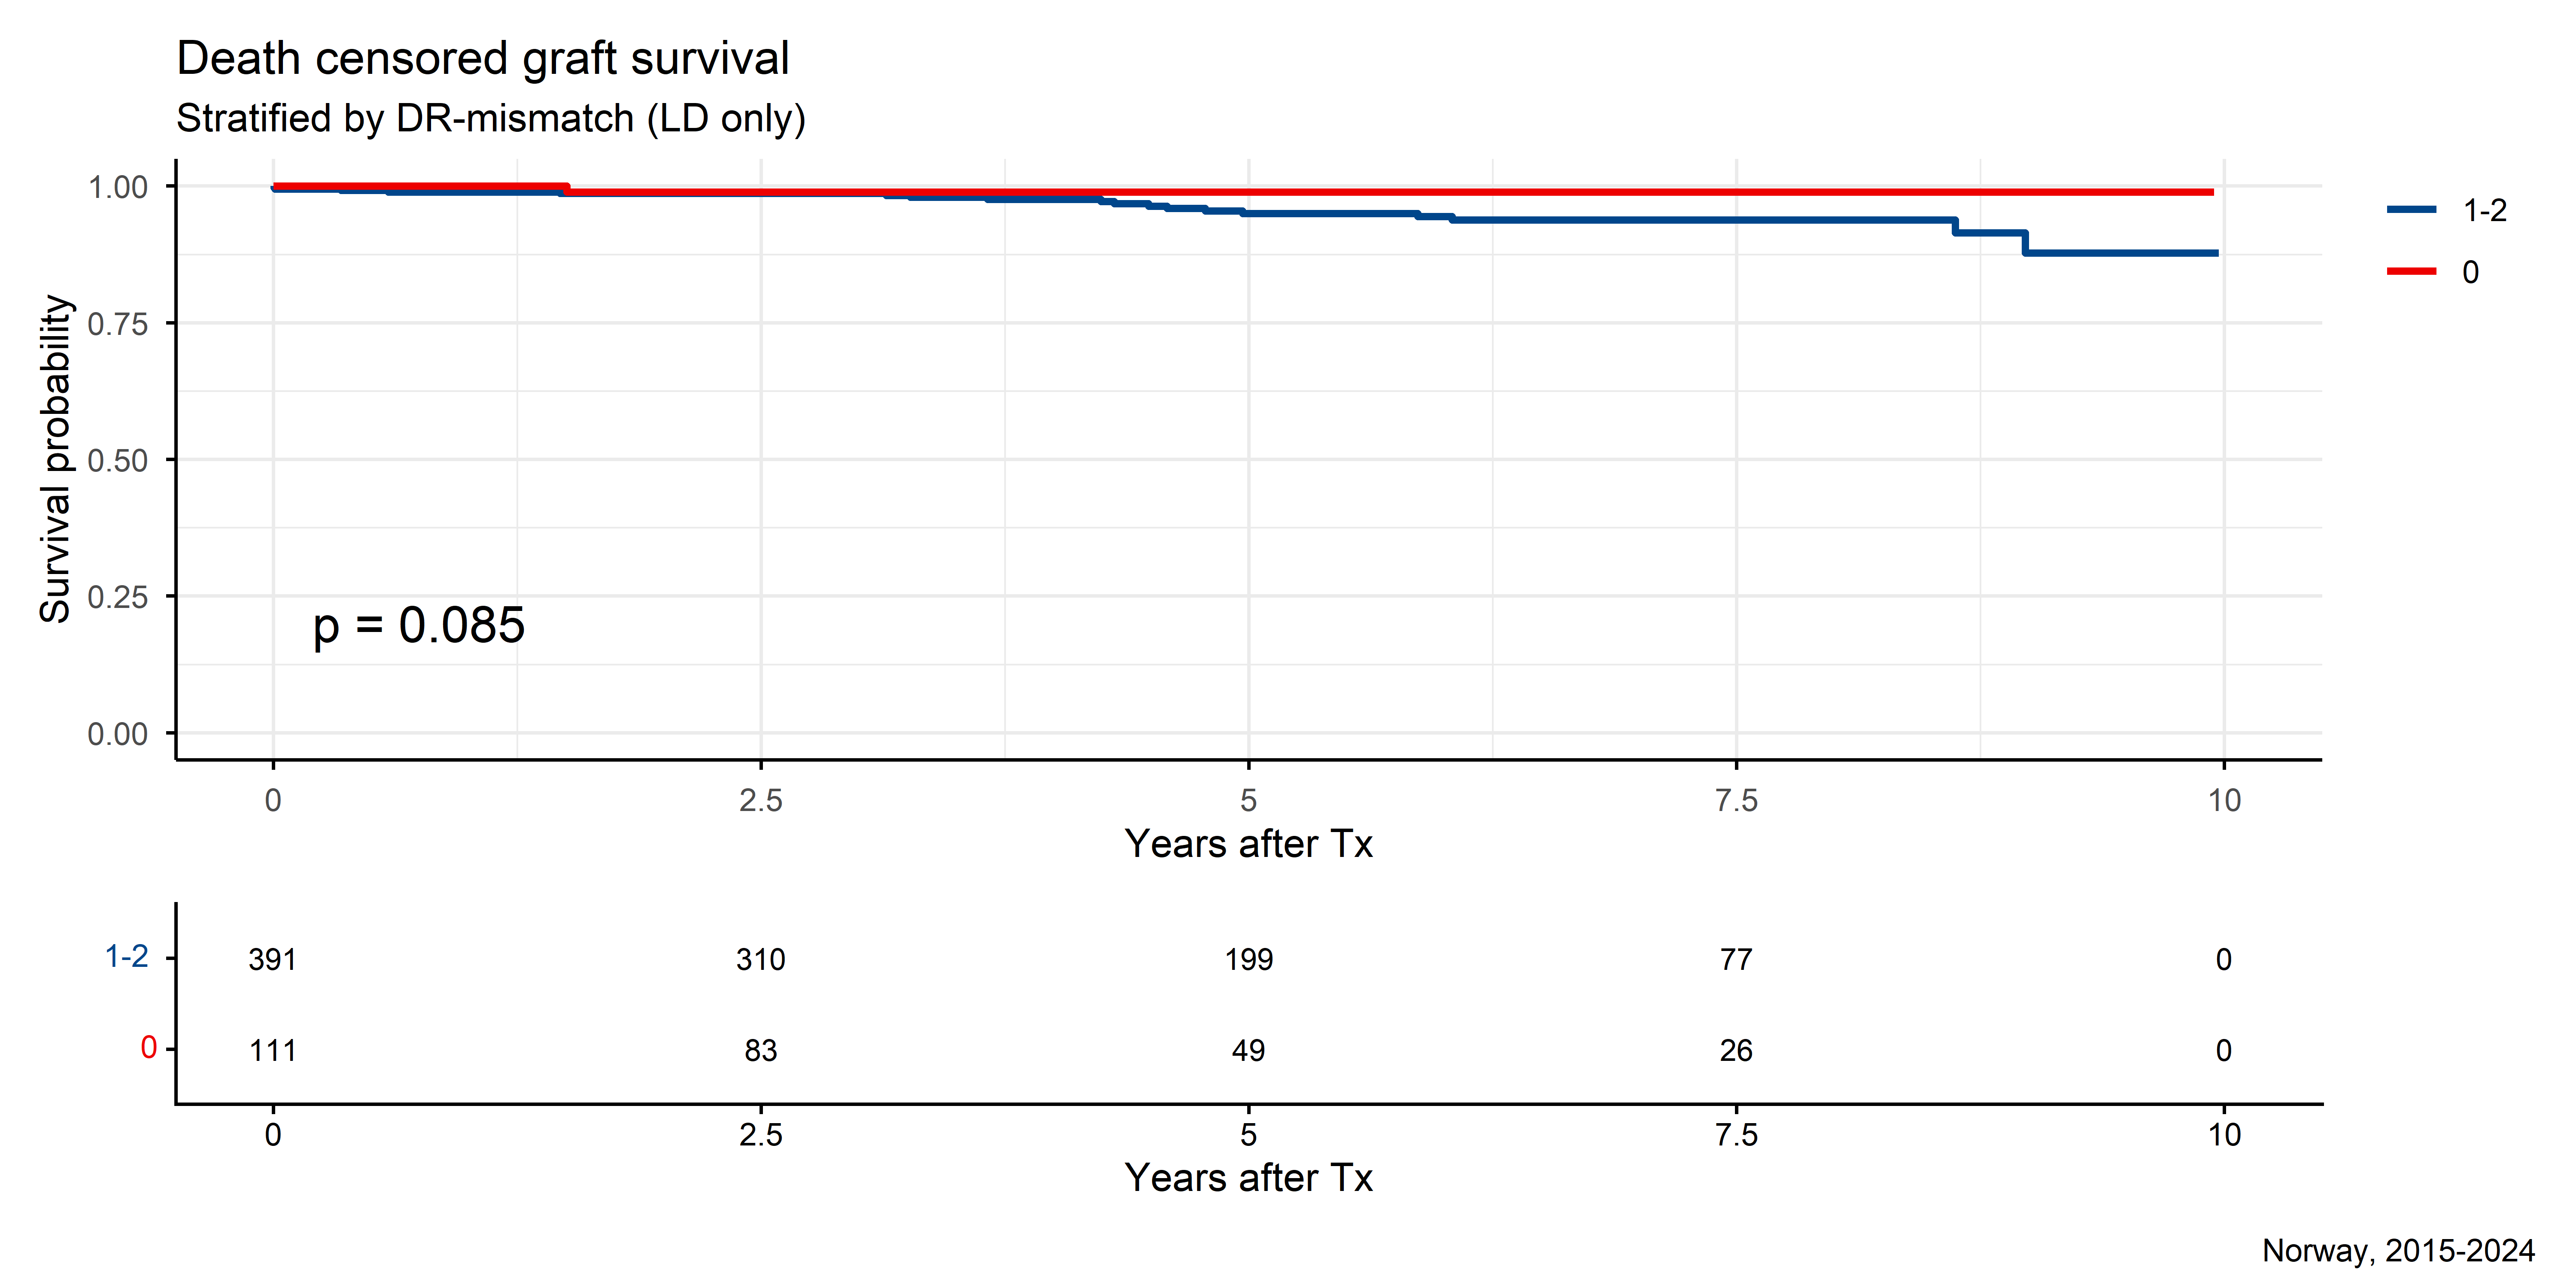 Death censored graft survival
Stratified by DR-mismatch (LD only)
Survival probability
1.00
0.75
0.50
0.25
0.00
p = 0.085
1-2
0
0 2.5 5 7.5 10
Years after Tx
1-2 391 310 199 77 0
0 111 83 49 26 0
0 2.5 5 7.5 10
Years after Tx
Norway, 2015-2024